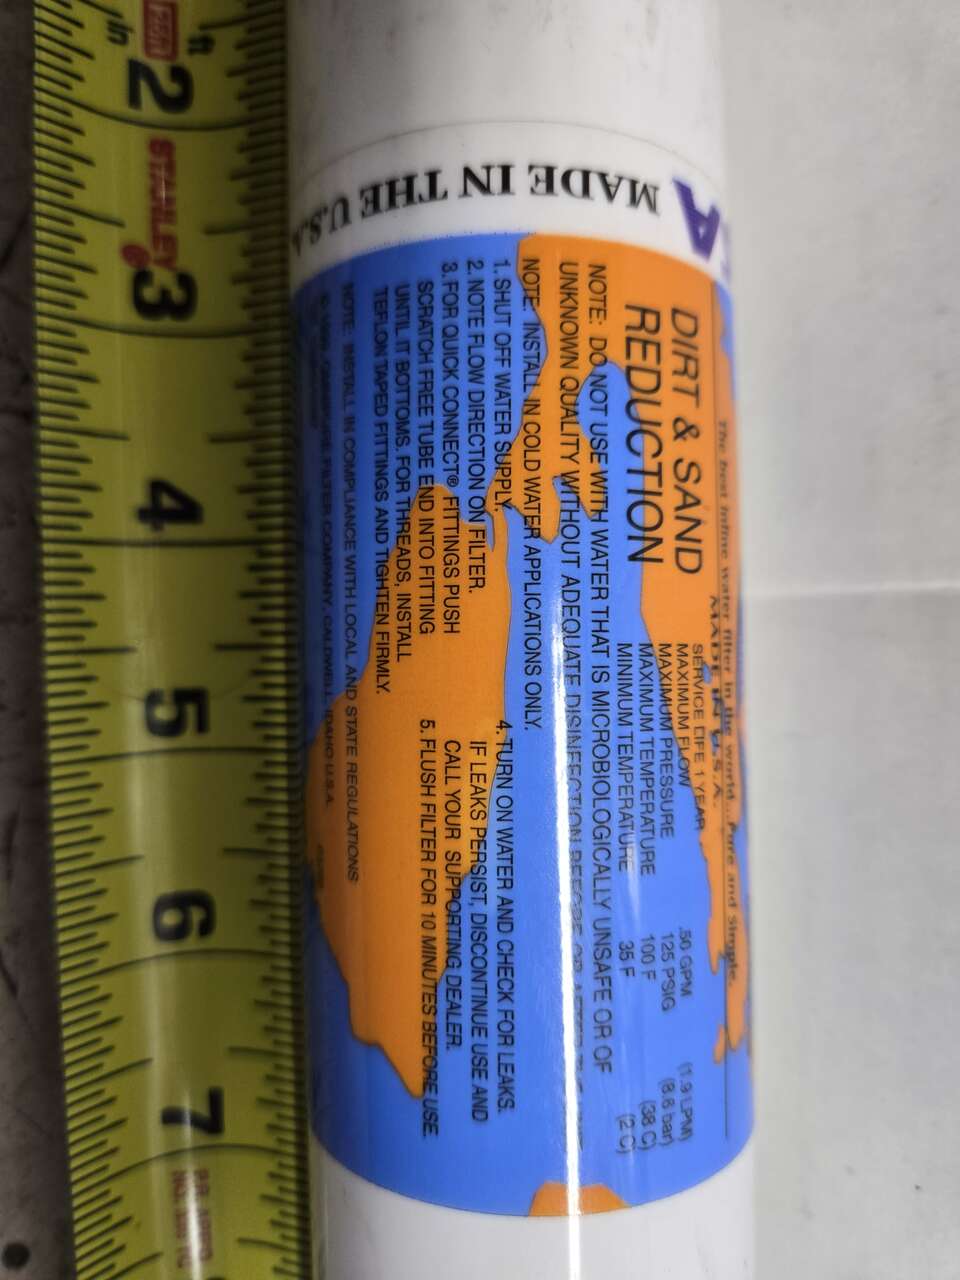 ft
in
2
STANLEY
3
4
5
6
7
A
MADE IN THE U.S.A
The best inline water filter in the world...Pure and Simple.
MADE IN U.S.A.
DIRT & SAND
REDUCTION
SERVICE LIFE 1 YEAR
MAXIMUM FLOW .50 GPM (1.9 LPM)
MAXIMUM PRESSURE 125 PSIG (8.6 bar)
MAXIMUM TEMPERATURE 100 F (38 C)
MINIMUM TEMPERATURE 35 F (2 C)
NOTE: DO NOT USE WITH WATER THAT IS MICROBIOLOGICALLY UNSAFE OR OF
UNKNOWN QUALITY WITHOUT ADEQUATE DISINFECTION BEFORE OR AFTER
NOTE: INSTALL IN COLD WATER APPLICATIONS ONLY.
1. SHUT OFF WATER SUPPLY.
2. NOTE FLOW DIRECTION ON FILTER.
3. FOR QUICK CONNECT® FITTINGS PUSH
SCRATCH FREE TUBE END INTO FITTING
UNTIL IT BOTTOMS. FOR THREADS, INSTALL
TEFLON TAPED FITTINGS AND TIGHTEN FIRMLY.
4. TURN ON WATER AND CHECK FOR LEAKS.
IF LEAKS PERSIST, DISCONTINUE USE AND
CALL YOUR SUPPORTING DEALER.
5. FLUSH FILTER FOR 10 MINUTES BEFORE USE.
NOTE: INSTALL IN COMPLIANCE WITH LOCAL AND STATE REGULATIONS
FILTER COMPANY, CALDWELL, IDAHO U.S.A.